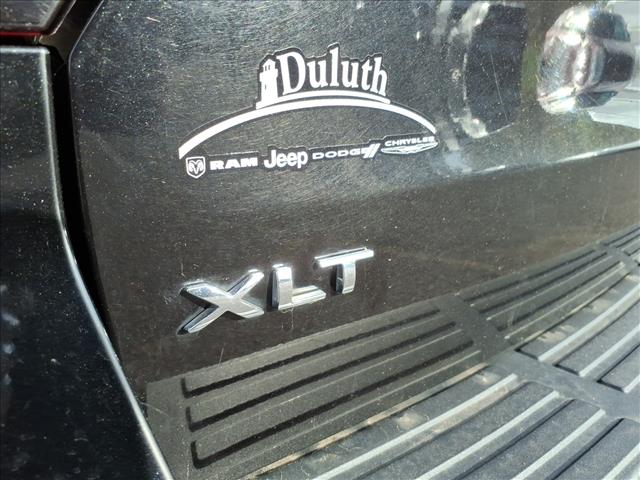 Duluth
RAM Jeep DODGE CHRYSLER
XLT